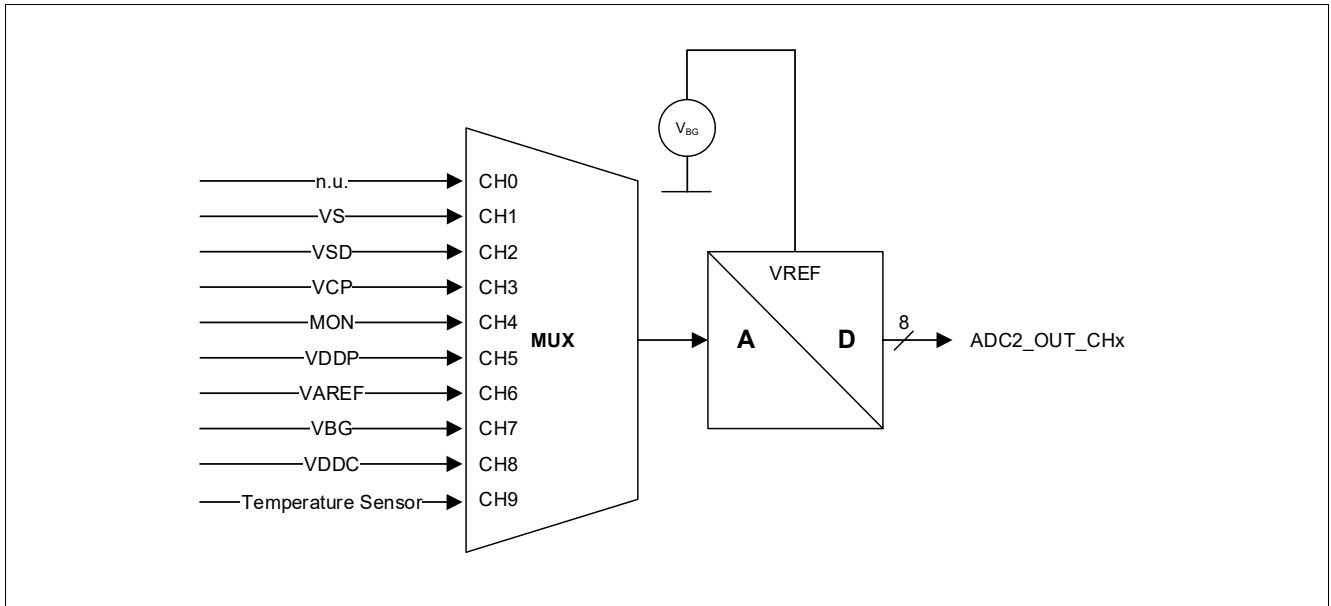 V_BG
n.u. CH0
VS CH1
VSD CH2
VCP CH3
MON CH4
VDDP CH5
VAREF CH6
VBG CH7
VDDC CH8
Temperature Sensor CH9
MUX
VREF
A D
8
ADC2_OUT_CHx